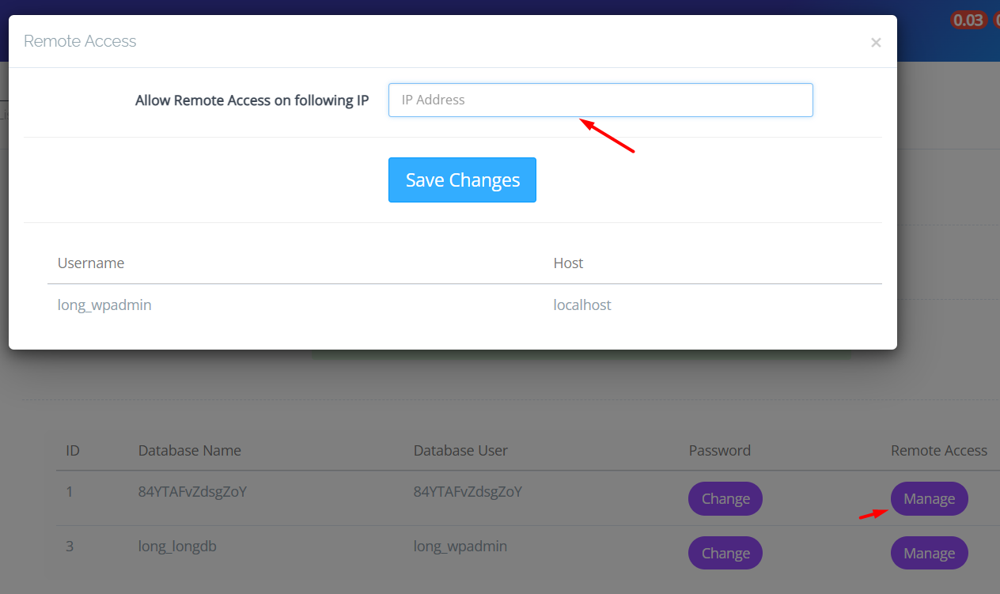 0.03
Remote Access
×
Allow Remote Access on following IP
IP Address
Save Changes
Username Host
long_wpadmin localhost
ID Database Name Database User Password Remote Access
1 84YTAFvZdsgZoY 84YTAFvZdsgZoY Change Manage
3 long_longdb long_wpadmin Change Manage